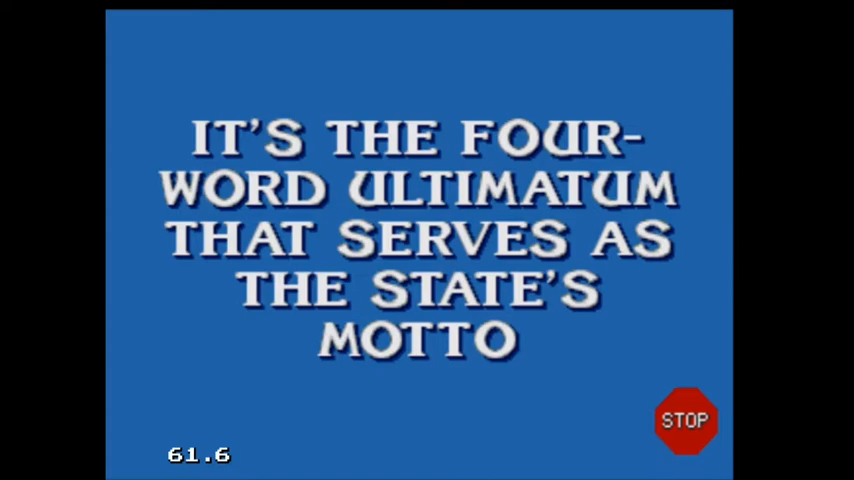 IT'S THE FOUR-
WORD ULTIMATUM
THAT SERVES AS
THE STATE'S
MOTTO
STOP
61.6